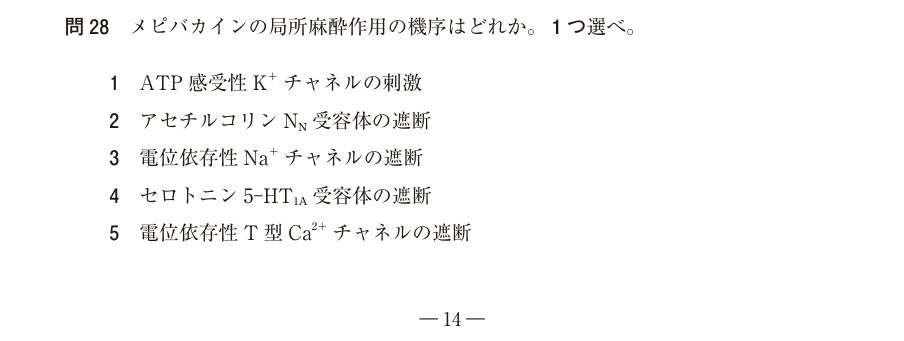 問28 メピバカインの局所麻酔作用の機序はどれか。1つ選べ。
1 ATP 感受性 K⁺ チャネルの刺激
2 アセチルコリン N_N 受容体の遮断
3 電位依存性 Na⁺ チャネルの遮断
4 セロトニン 5-HT₁A 受容体の遮断
5 電位依存性 T 型 Ca²⁺ チャネルの遮断
— 14 —